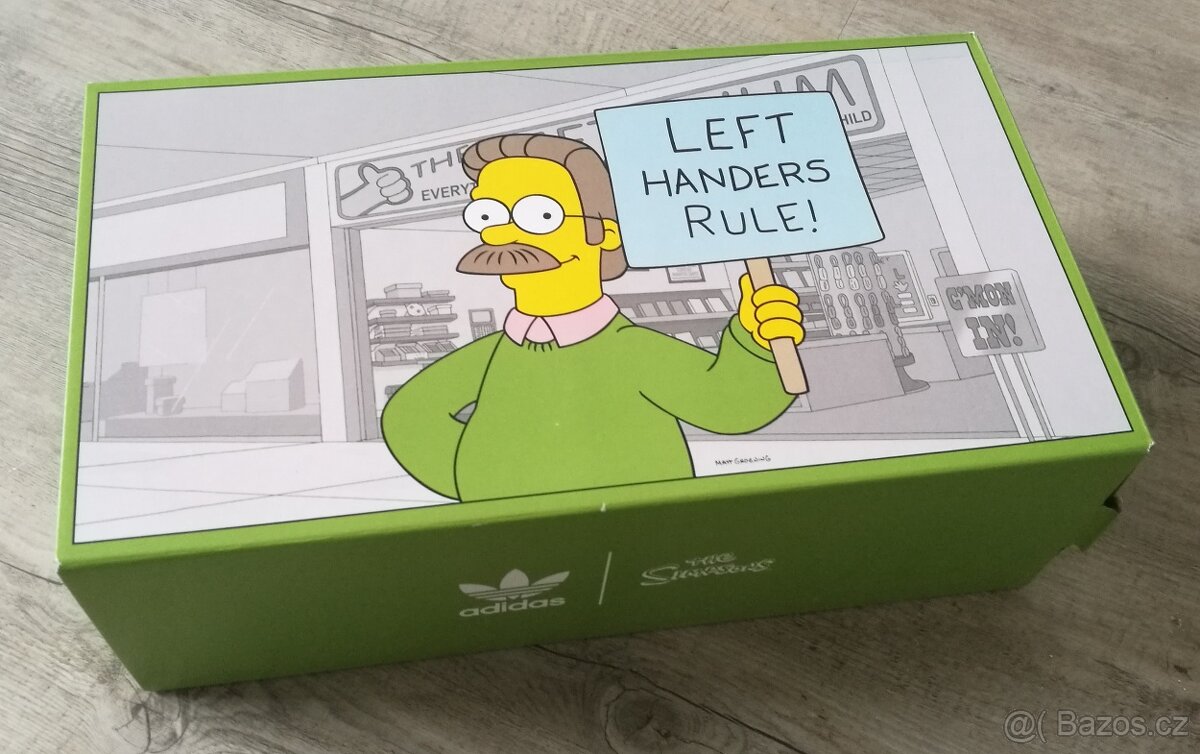 THE
EVERY
HILD
LEFT
HANDERS
RULE!
C'MON
IN!
MATT GROENING
adidas
THE
SIMPSONS
@( Bazos.cz